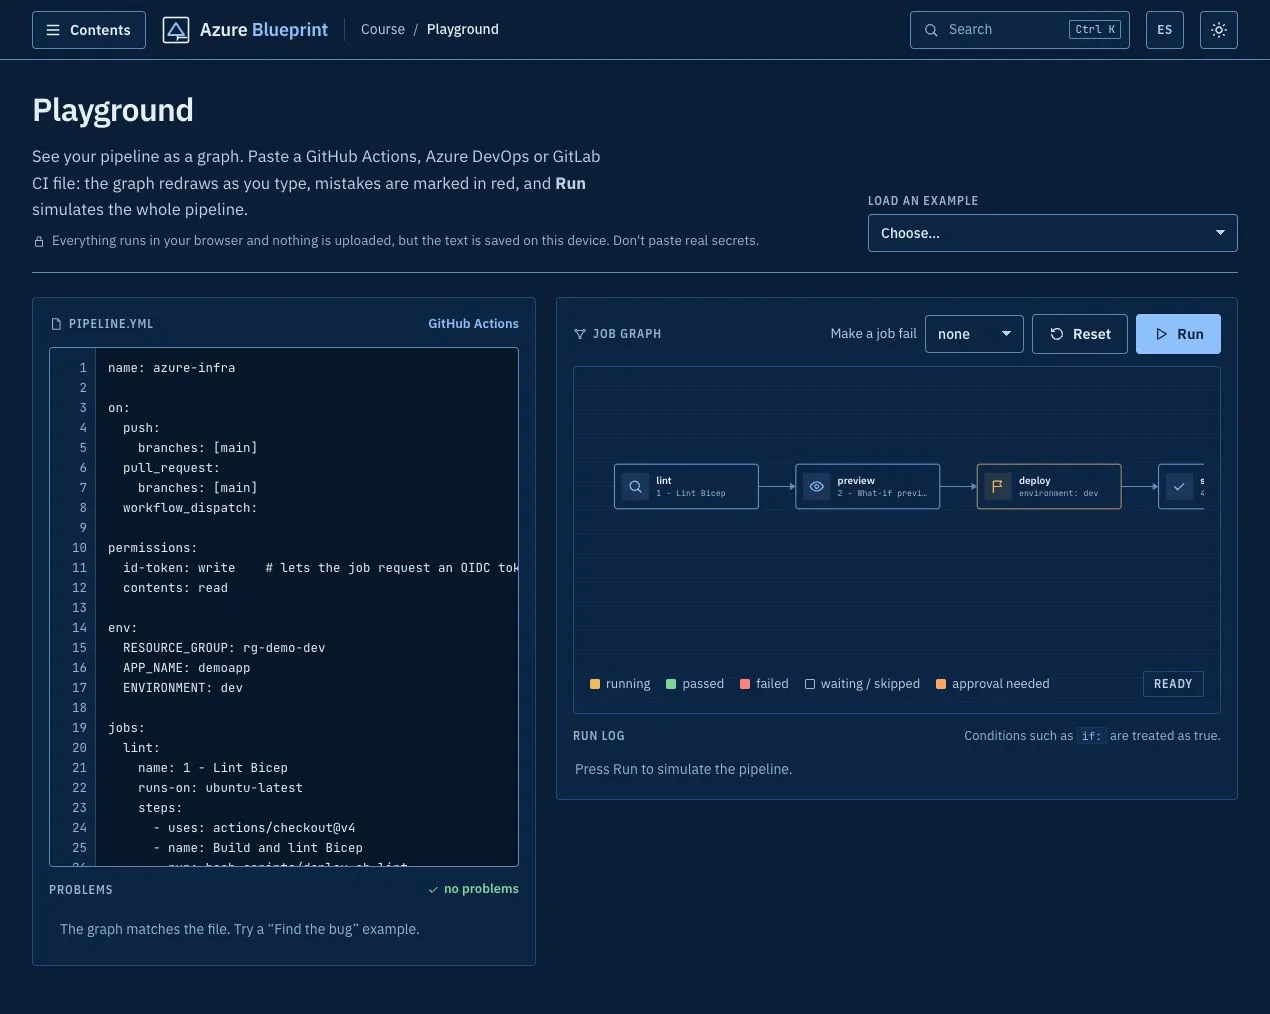 Contents
Azure Blueprint
Course / Playground
Search
Ctrl K
ES
Playground
See your pipeline as a graph. Paste a GitHub Actions, Azure DevOps or GitLab
CI file: the graph redraws as you type, mistakes are marked in red, and Run
simulates the whole pipeline.
Everything runs in your browser and nothing is uploaded, but the text is saved on this device. Don't paste real secrets.
LOAD AN EXAMPLE
Choose...
PIPELINE.YML
GitHub Actions
1 name: azure-infra
2
3 on:
4   push:
5     branches: [main]
6   pull_request:
7     branches: [main]
8   workflow_dispatch:
9
10 permissions:
11   id-token: write    # lets the job request an OIDC tok
12   contents: read
13
14 env:
15   RESOURCE_GROUP: rg-demo-dev
16   APP_NAME: demoapp
17   ENVIRONMENT: dev
18
19 jobs:
20   lint:
21     name: 1 - Lint Bicep
22     runs-on: ubuntu-latest
23     steps:
24       - uses: actions/checkout@v4
25       - name: Build and lint Bicep
PROBLEMS
no problems
The graph matches the file. Try a “Find the bug” example.
JOB GRAPH
Make a job fail
none
Reset
Run
lint
1 - Lint Bicep
preview
2 - What-if previ…
deploy
environment: dev
running
passed
failed
waiting / skipped
approval needed
READY
RUN LOG
Conditions such as if: are treated as true.
Press Run to simulate the pipeline.